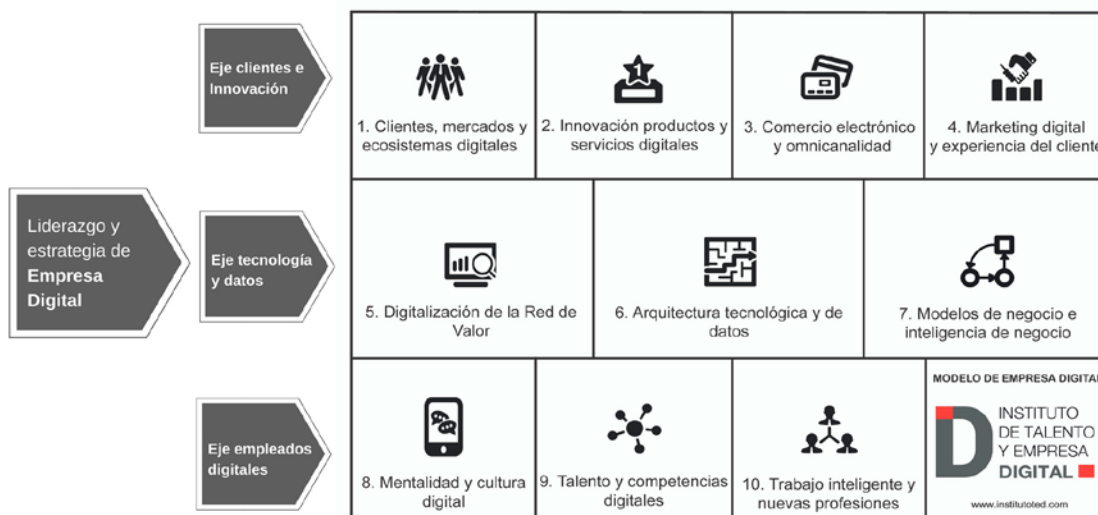 Eje clientes e
Innovación
1. Clientes, mercados y
ecosistemas digitales
1
2. Innovación productos y
servicios digitales
3. Comercio electrónico
y omnicanalidad
4. Marketing digital
y experiencia del cliente
Liderazgo y
estrategia de
Empresa
Digital
Eje tecnología
y datos
5. Digitalización de la Red de
Valor
6. Arquitectura tecnológica y de
datos
7. Modelos de negocio e
inteligencia de negocio
Eje empleados
digitales
8. Mentalidad y cultura
digital
9. Talento y competencias
digitales
10. Trabajo inteligente y
nuevas profesiones
MODELO DE EMPRESA DIGITAL
iD
INSTITUTO
DE TALENTO
Y EMPRESA
DIGITAL
www.institutoted.com